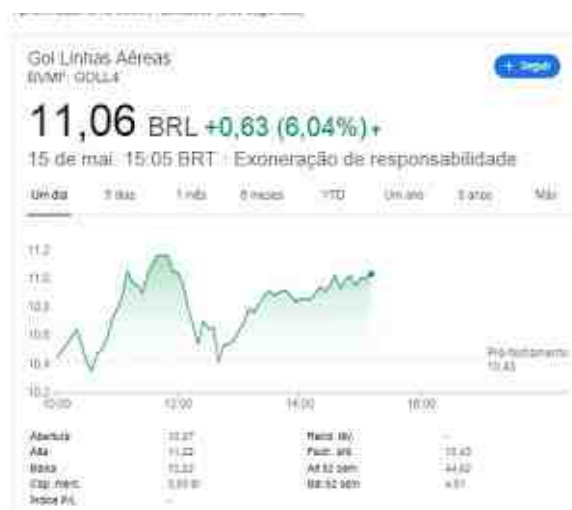 Gol Linhas Aéreas
BVMF: GOLL4
+ Seguir
11,06 BRL +0,63 (6,04%)
15 de mai. 15:05 BRT · Exoneração de responsabilidade
Um dia 5 dias 1 mês 6 meses YTD Um ano 5 anos Máx
11,2
11,0
10,8
10,6
10,4
10,2
Pré-fechamento
10,43
10:00 12:00 14:00 16:00
Abertura
Alta 11,22 Fech. ant. 10,43
Baixa Alt 52 sem
Cap. merc. Bai 52 sem
Índice P/L -